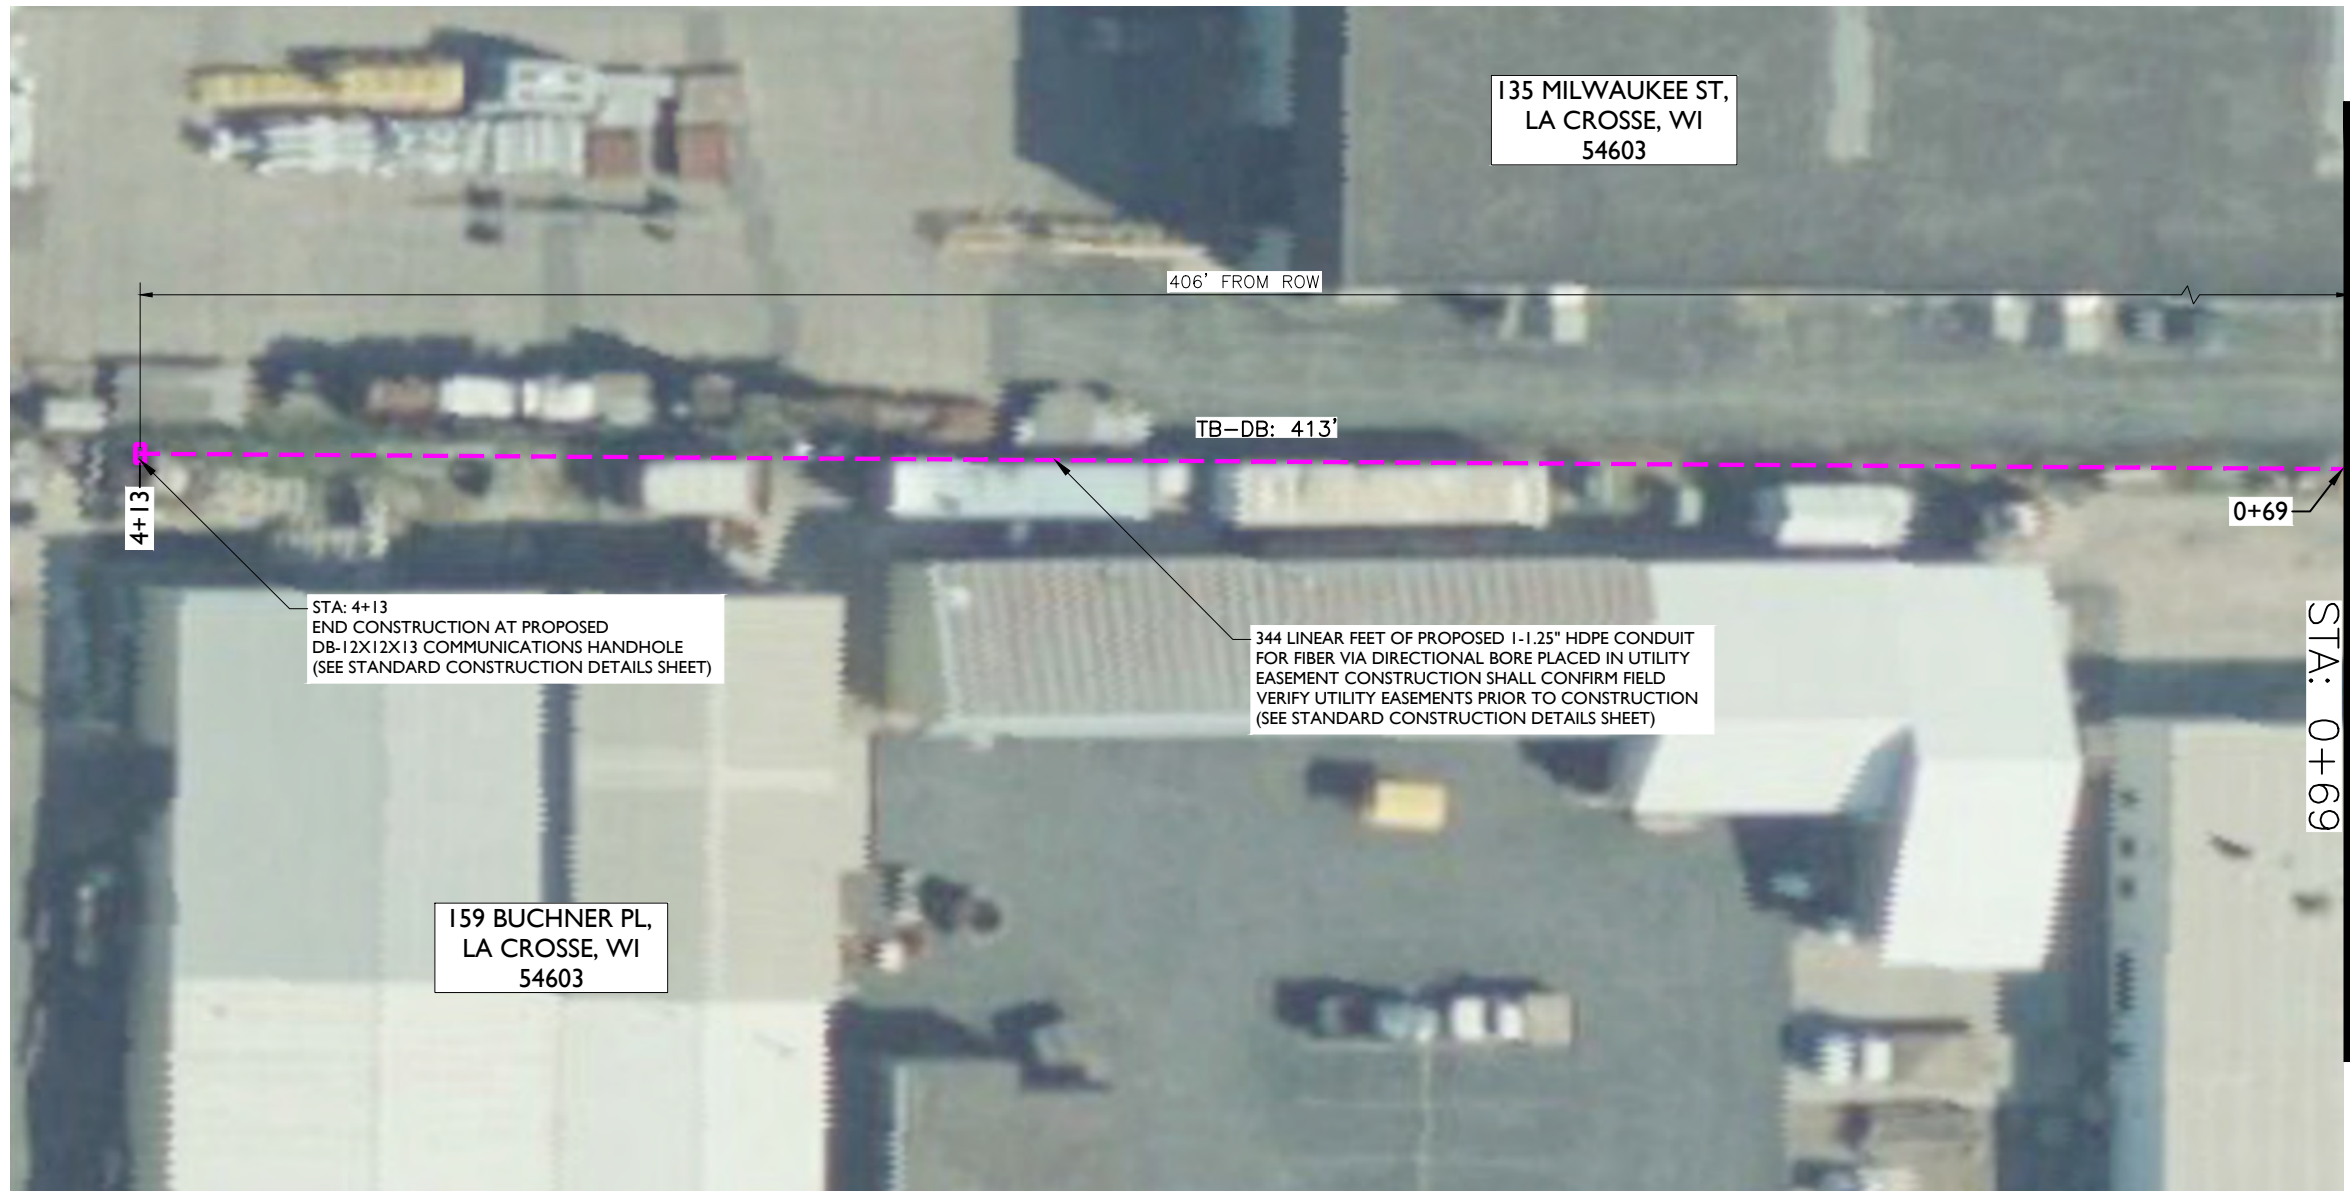 135 MILWAUKEE ST,
LA CROSSE, WI
54603
406' FROM ROW
TB-DB: 413'
4+13
0+69
STA: 4+13
END CONSTRUCTION AT PROPOSED
DB-12X12X13 COMMUNICATIONS HANDHOLE
(SEE STANDARD CONSTRUCTION DETAILS SHEET)
344 LINEAR FEET OF PROPOSED 1-1.25" HDPE CONDUIT
FOR FIBER VIA DIRECTIONAL BORE PLACED IN UTILITY
EASEMENT CONSTRUCTION SHALL CONFIRM FIELD
VERIFY UTILITY EASEMENTS PRIOR TO CONSTRUCTION
(SEE STANDARD CONSTRUCTION DETAILS SHEET)
STA: 0+69
159 BUCHNER PL,
LA CROSSE, WI
54603